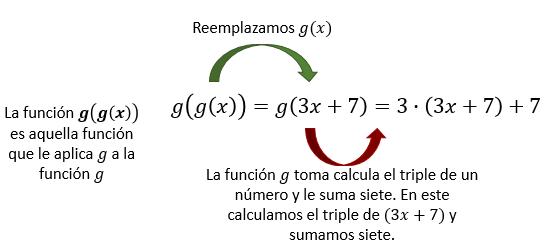 Reemplazamos g(x)
La función g(g(x))
es aquella función
que le aplica g a la
función g
g(g(x)) = g(3x + 7) = 3 · (3x + 7) + 7
La función g toma calcula el triple de un
número y le suma siete. En este
calculamos el triple de (3x + 7) y
sumamos siete.